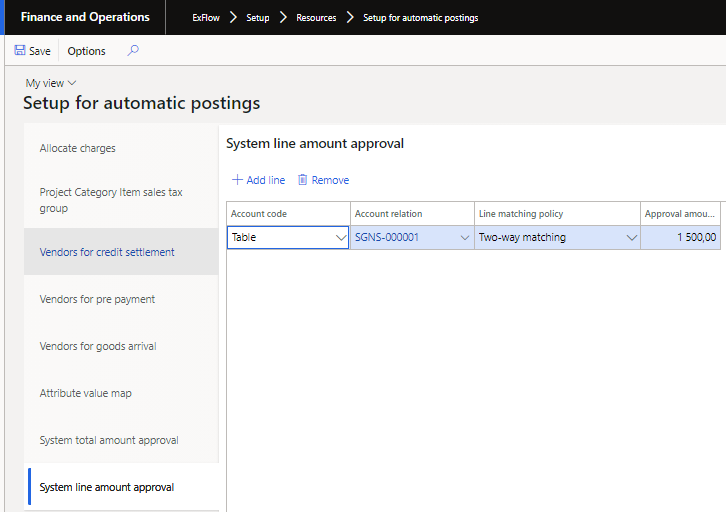 Finance and Operations
ExFlow > Setup > Resources > Setup for automatic postings
Save Options
My view
Setup for automatic postings
Allocate charges
Project Category Item sales tax
group
Vendors for credit settlement
Vendors for pre payment
Vendors for goods arrival
Attribute value map
System total amount approval
System line amount approval
System line amount approval
+ Add line Remove
Account code Account relation Line matching policy Approval amou...
Table SGNS-000001 Two-way matching 1 500,00